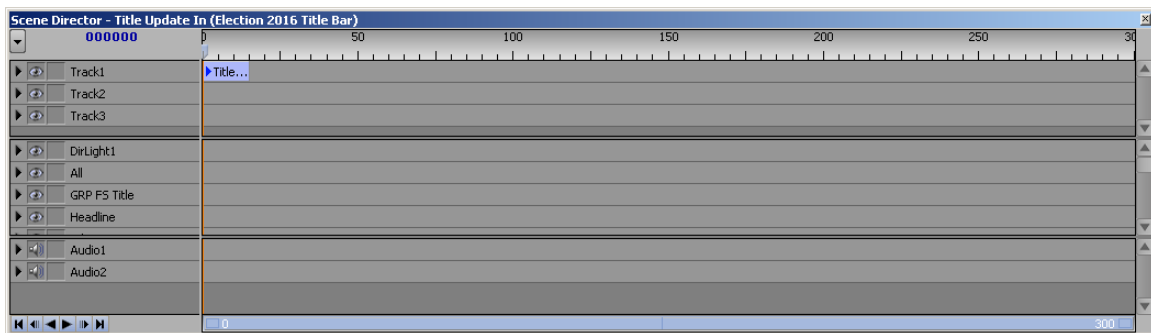 Scene Director - Title Update In (Election 2016 Title Bar)
000000 0 50 100 150 200 250 30
Track1 Title...
Track2
Track3
DirLight1
All
GRP FS Title
Headline
Audio1
Audio2
0 300